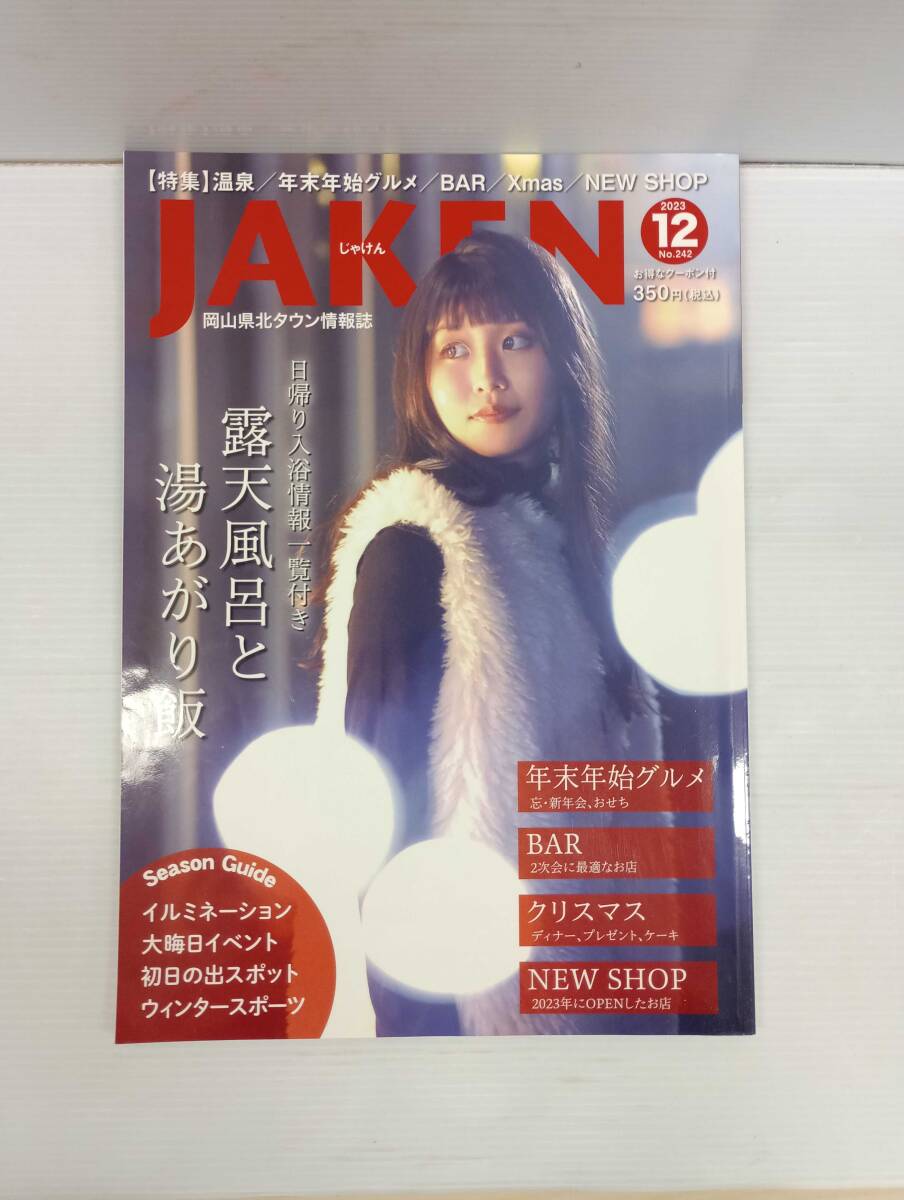 【特集】温泉／年末年始グルメ／BAR／Xmas／NEW SHOP
JAKEN
じゃけん
岡山県北タウン情報誌
2023
12
No.242
お得なクーポン付
350円(税込)
日帰り入浴情報一覧付き
露天風呂と
湯あがり飯
年末年始グルメ
忘・新年会、おせち
BAR
2次会に最適なお店
クリスマス
ディナー、プレゼント、ケーキ
NEW SHOP
2023年にOPENしたお店
Season Guide
イルミネーション
大晦日イベント
初日の出スポット
ウィンタースポーツ